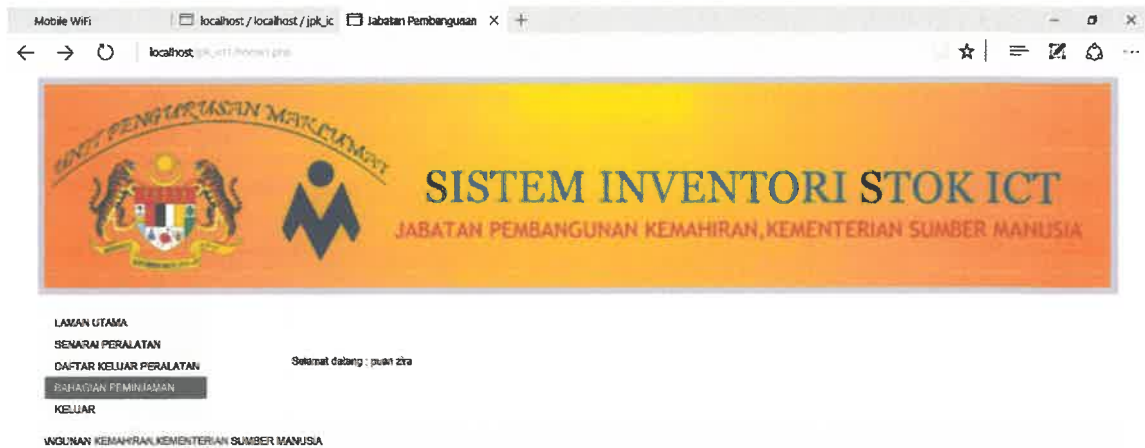 Mobile WiFi
localhost / localhost / jpk_ic
Jabatan Pembangunan
localhost
UNIT PENGURUSAN MAKLUMAT
SISTEM INVENTORI STOK ICT
JABATAN PEMBANGUNAN KEMAHIRAN,KEMENTERIAN SUMBER MANUSIA
LAMAN UTAMA
SENARAI PERALATAN
DAFTAR KELUAR PERALATAN
BAHAGIAN PEMINJAMAN
KELUAR
Selamat datang : puan zira
ANGUNAN KEMAHIRAN,KEMENTERIAN SUMBER MANUSIA